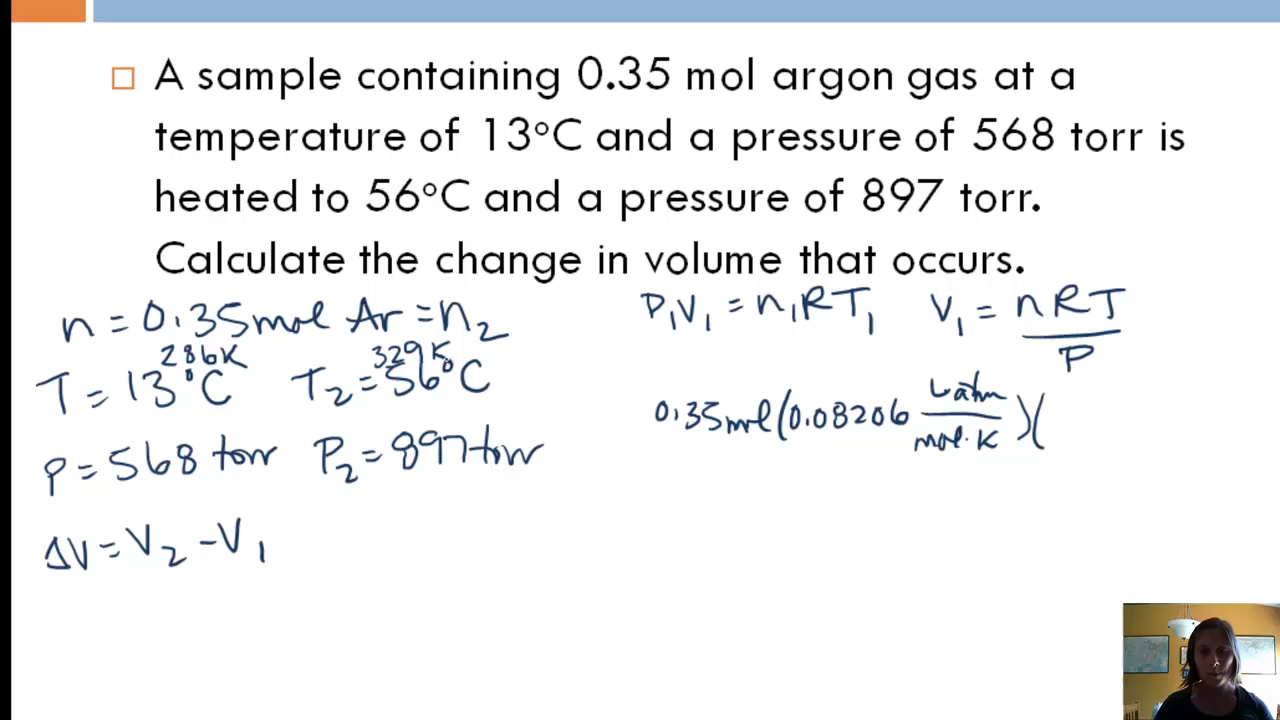 A sample containing 0.35 mol argon gas at a
temperature of 13°C and a pressure of 568 torr is
heated to 56°C and a pressure of 897 torr.
Calculate the change in volume that occurs.
n = 0.35 mol Ar = n₂
286K 329 K
T = 13°C T₂ = 56°C
P = 568 torr P₂ = 897 torr
ΔV = V₂ - V₁
P₁V₁ = n₁RT₁ V₁ = nRT
P
0.35 mol (0.08206 L atm
mol·K )(